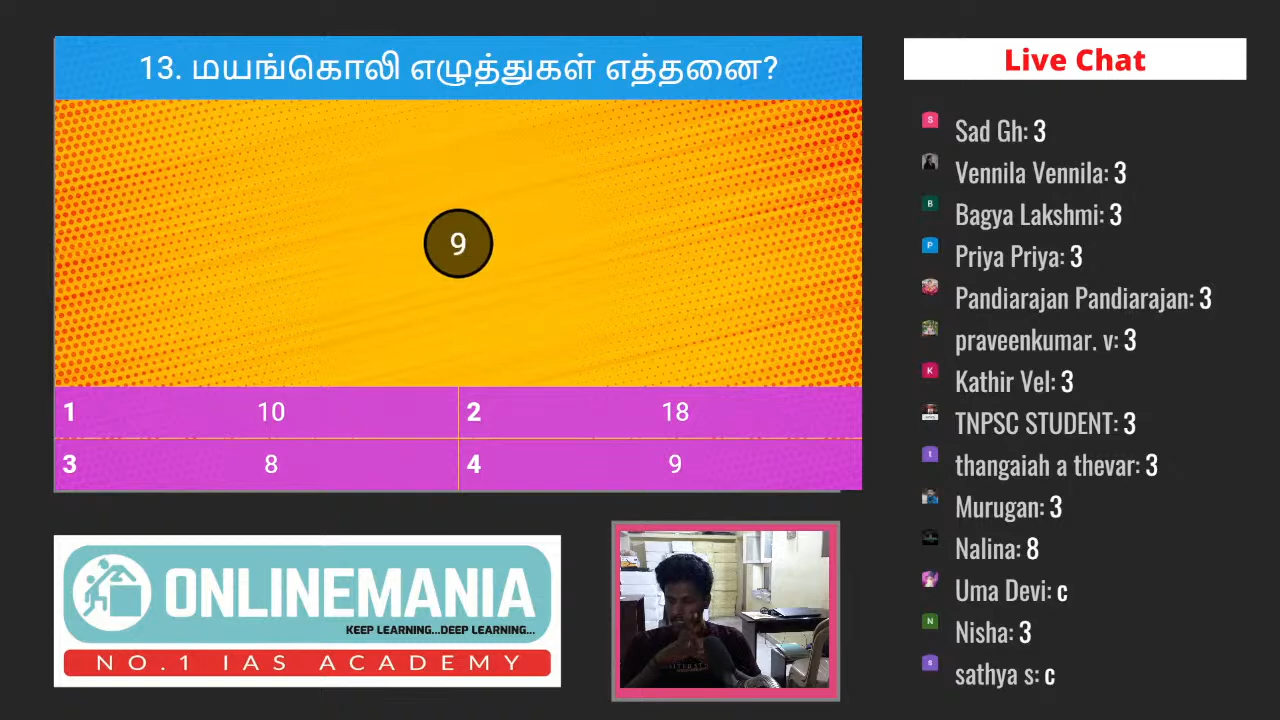 13. மயங்கொலி எழுத்துகள் எத்தனை?
9
1 10 2 18
3 8 4 9
ONLINEMANIA
KEEP LEARNING...DEEP LEARNING...
NO.1 IAS ACADEMY
Live Chat
S Sad Gh: 3
Vennila Vennila: 3
B Bagya Lakshmi: 3
P Priya Priya: 3
Pandiarajan Pandiarajan: 3
praveenkumar. v: 3
K Kathir Vel: 3
TNPSC STUDENT: 3
t thangaiah a thevar: 3
Murugan: 3
Nalina: 8
Uma Devi: c
N Nisha: 3
s sathya s: c